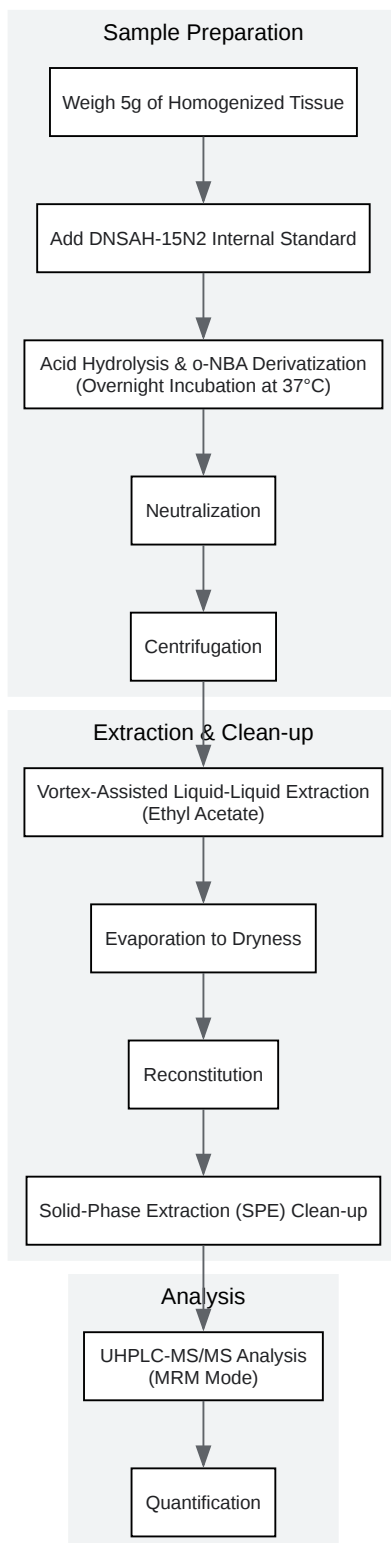 Sample Preparation
Weigh 5g of Homogenized Tissue
Add DNSAH-15N2 Internal Standard
Acid Hydrolysis & o-NBA Derivatization
(Overnight Incubation at 37°C)
Neutralization
Centrifugation
Extraction & Clean-up
Vortex-Assisted Liquid-Liquid Extraction
(Ethyl Acetate)
Evaporation to Dryness
Reconstitution
Solid-Phase Extraction (SPE) Clean-up
Analysis
UHPLC-MS/MS Analysis
(MRM Mode)
Quantification